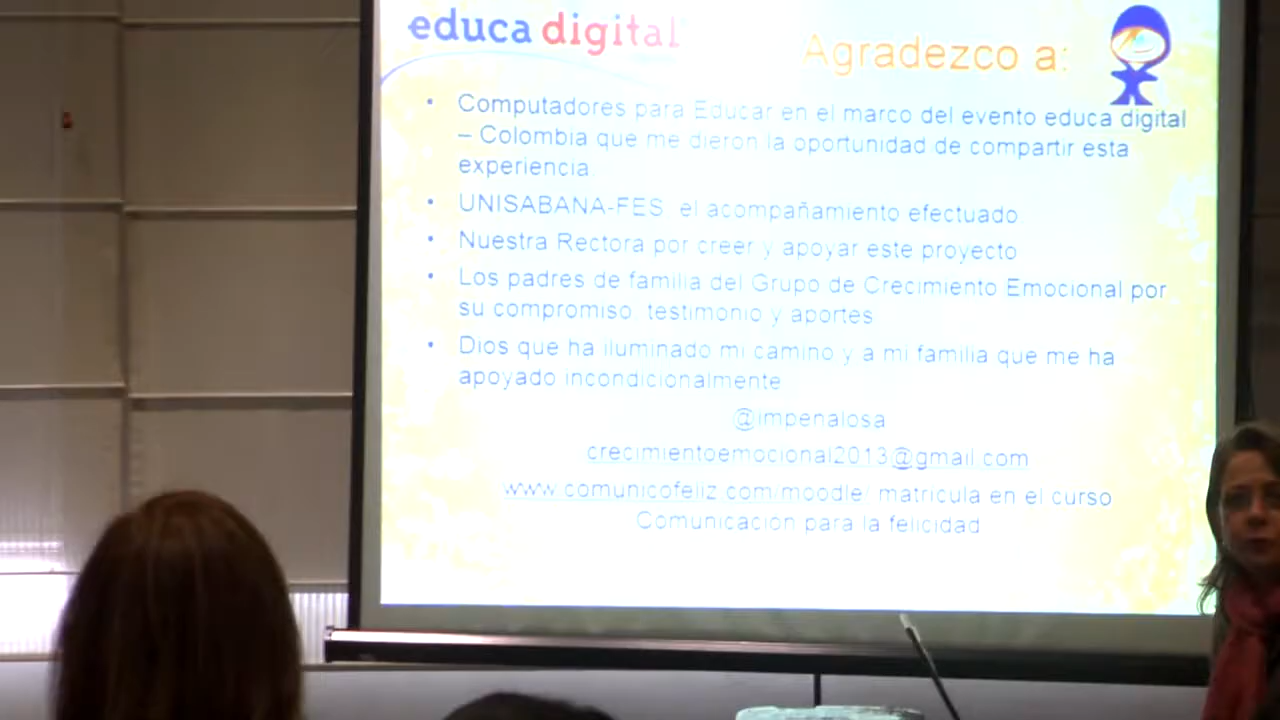 educa digital
Agradezco a:
• Computadores para Educar en el marco del evento educa digital
– Colombia que me dieron la oportunidad de compartir esta
experiencia.
• UNISABANA-FES el acompañamiento efectuado
• Nuestra Rectora por creer y apoyar este proyecto
• Los padres de familia del Grupo de Crecimiento Emocional por
su compromiso, testimonio y aportes
• Dios que ha iluminado mi camino y a mi familia que me ha
apoyado incondicionalmente
@impenalosa
crecimientoemocional2013@gmail.com
www.comunicofeliz.com/moodle/ matricula en el curso
Comunicacion para la felicidad